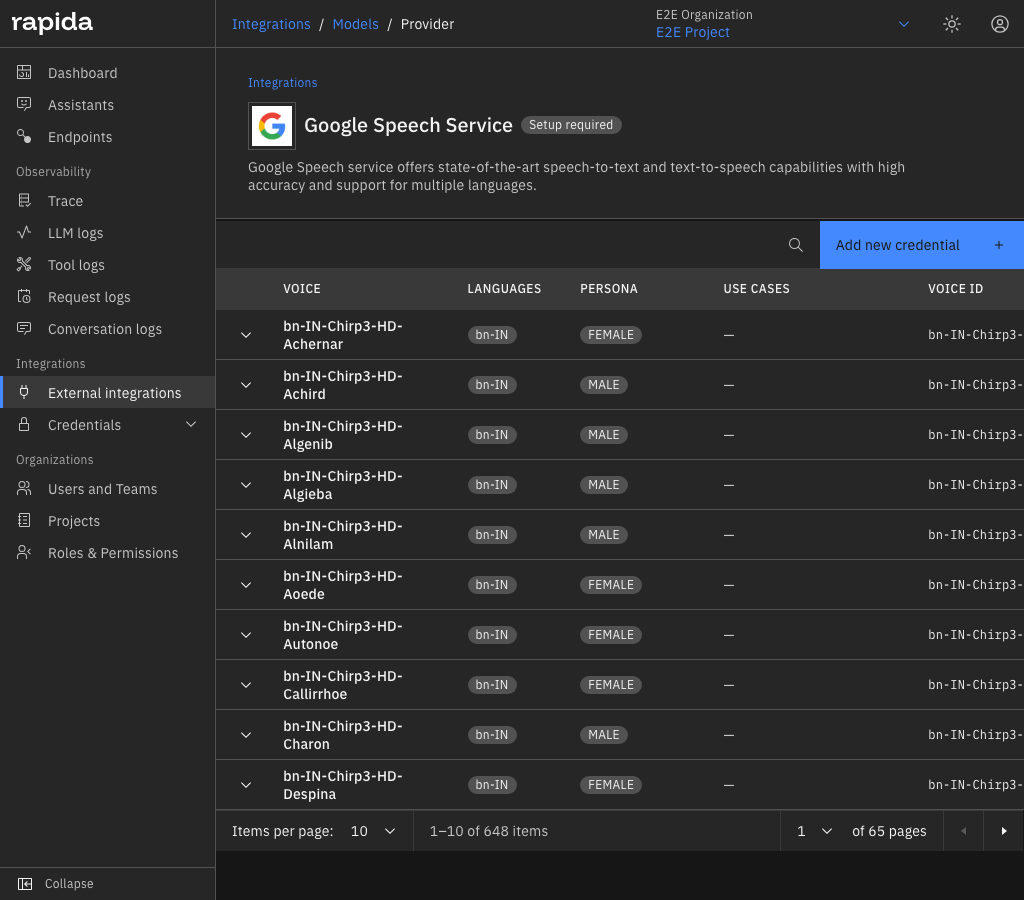 rapida
Integrations / Models / Provider
E2E Organization
E2E Project
Dashboard
Assistants
Endpoints
Observability
Trace
LLM logs
Tool logs
Request logs
Conversation logs
Integrations
External integrations
Credentials
Organizations
Users and Teams
Projects
Roles & Permissions
Collapse
Integrations
Google Speech Service Setup required
Google Speech service offers state-of-the-art speech-to-text and text-to-speech capabilities with high
accuracy and support for multiple languages.
Add new credential +
VOICE LANGUAGES PERSONA USE CASES VOICE ID
bn-IN-Chirp3-HD-
Achernar bn-IN FEMALE — bn-IN-Chirp3-
bn-IN-Chirp3-HD-
Achird bn-IN MALE — bn-IN-Chirp3-
bn-IN-Chirp3-HD-
Algenib bn-IN MALE — bn-IN-Chirp3-
bn-IN-Chirp3-HD-
Algieba bn-IN MALE — bn-IN-Chirp3-
bn-IN-Chirp3-HD-
Alnilam bn-IN MALE — bn-IN-Chirp3-
bn-IN-Chirp3-HD-
Aoede bn-IN FEMALE — bn-IN-Chirp3-
bn-IN-Chirp3-HD-
Autonoe bn-IN FEMALE — bn-IN-Chirp3-
bn-IN-Chirp3-HD-
Callirrhoe bn-IN FEMALE — bn-IN-Chirp3-
bn-IN-Chirp3-HD-
Charon bn-IN MALE — bn-IN-Chirp3-
bn-IN-Chirp3-HD-
Despina bn-IN FEMALE — bn-IN-Chirp3-
Items per page: 10 1–10 of 648 items 1 of 65 pages